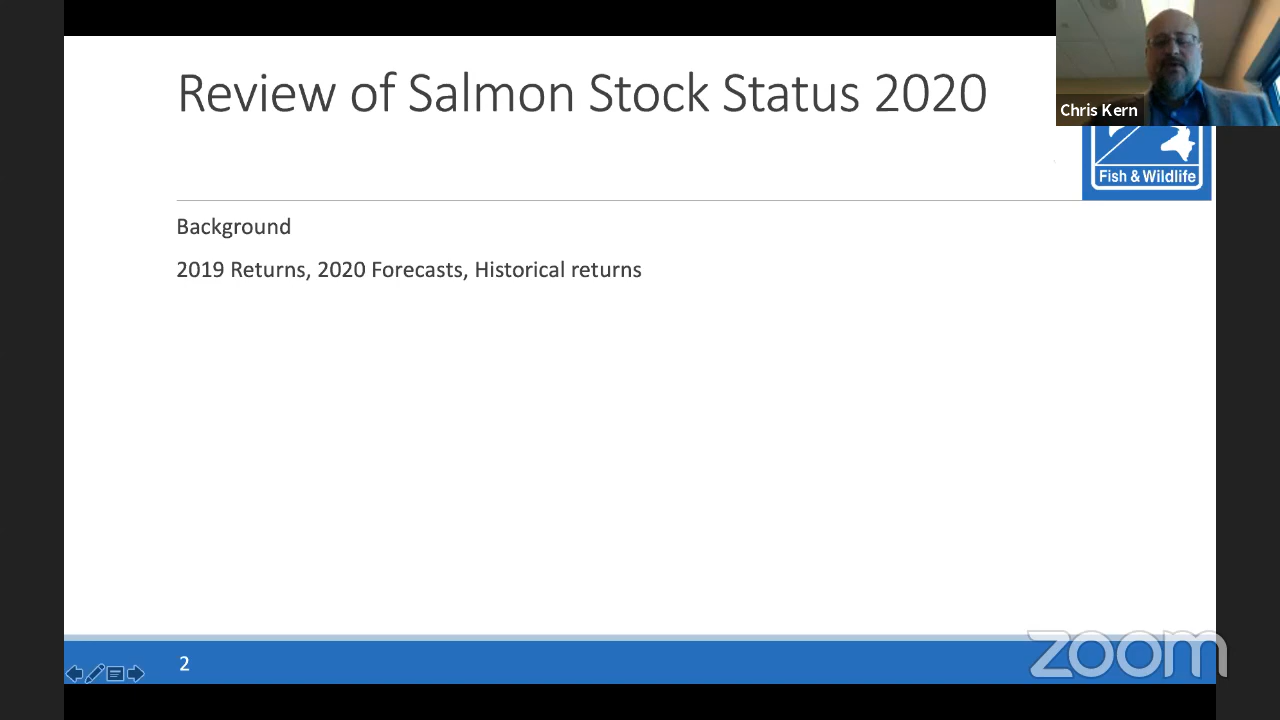 Review of Salmon Stock Status 2020
Chris Kern
Fish & Wildlife
Background
2019 Returns, 2020 Forecasts, Historical returns
2
zoom